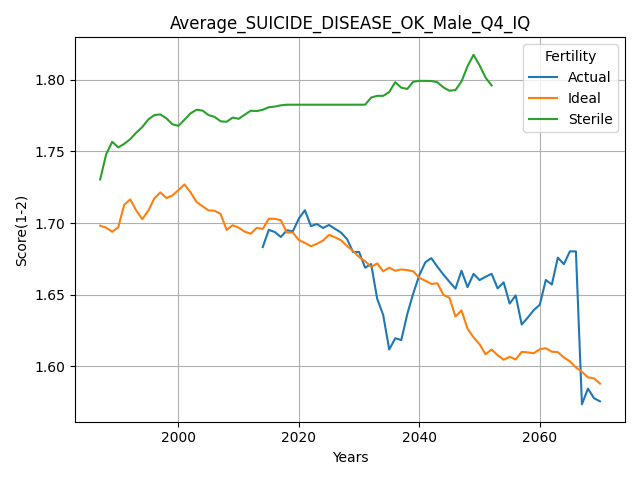 Average_SUICIDE_DISEASE_OK_Male_Q4_IQ
Fertility
Actual
Ideal
Sterile
Score(1-2)
1.80
1.75
1.70
1.65
1.60
2000
2020
2040
2060
Years